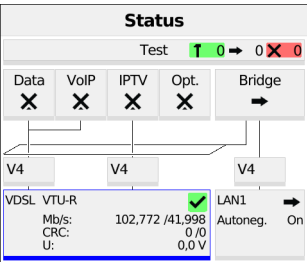 Status
Test 0 ➡ 0 ✕ 0
Data VoIP IPTV Opt. Bridge
V4 V4 V4
VDSL VTU-R
Mb/s: 102,772 /41,998
CRC: 0 /0
U: 0,0 V
LAN1 ➡
Autoneg. On